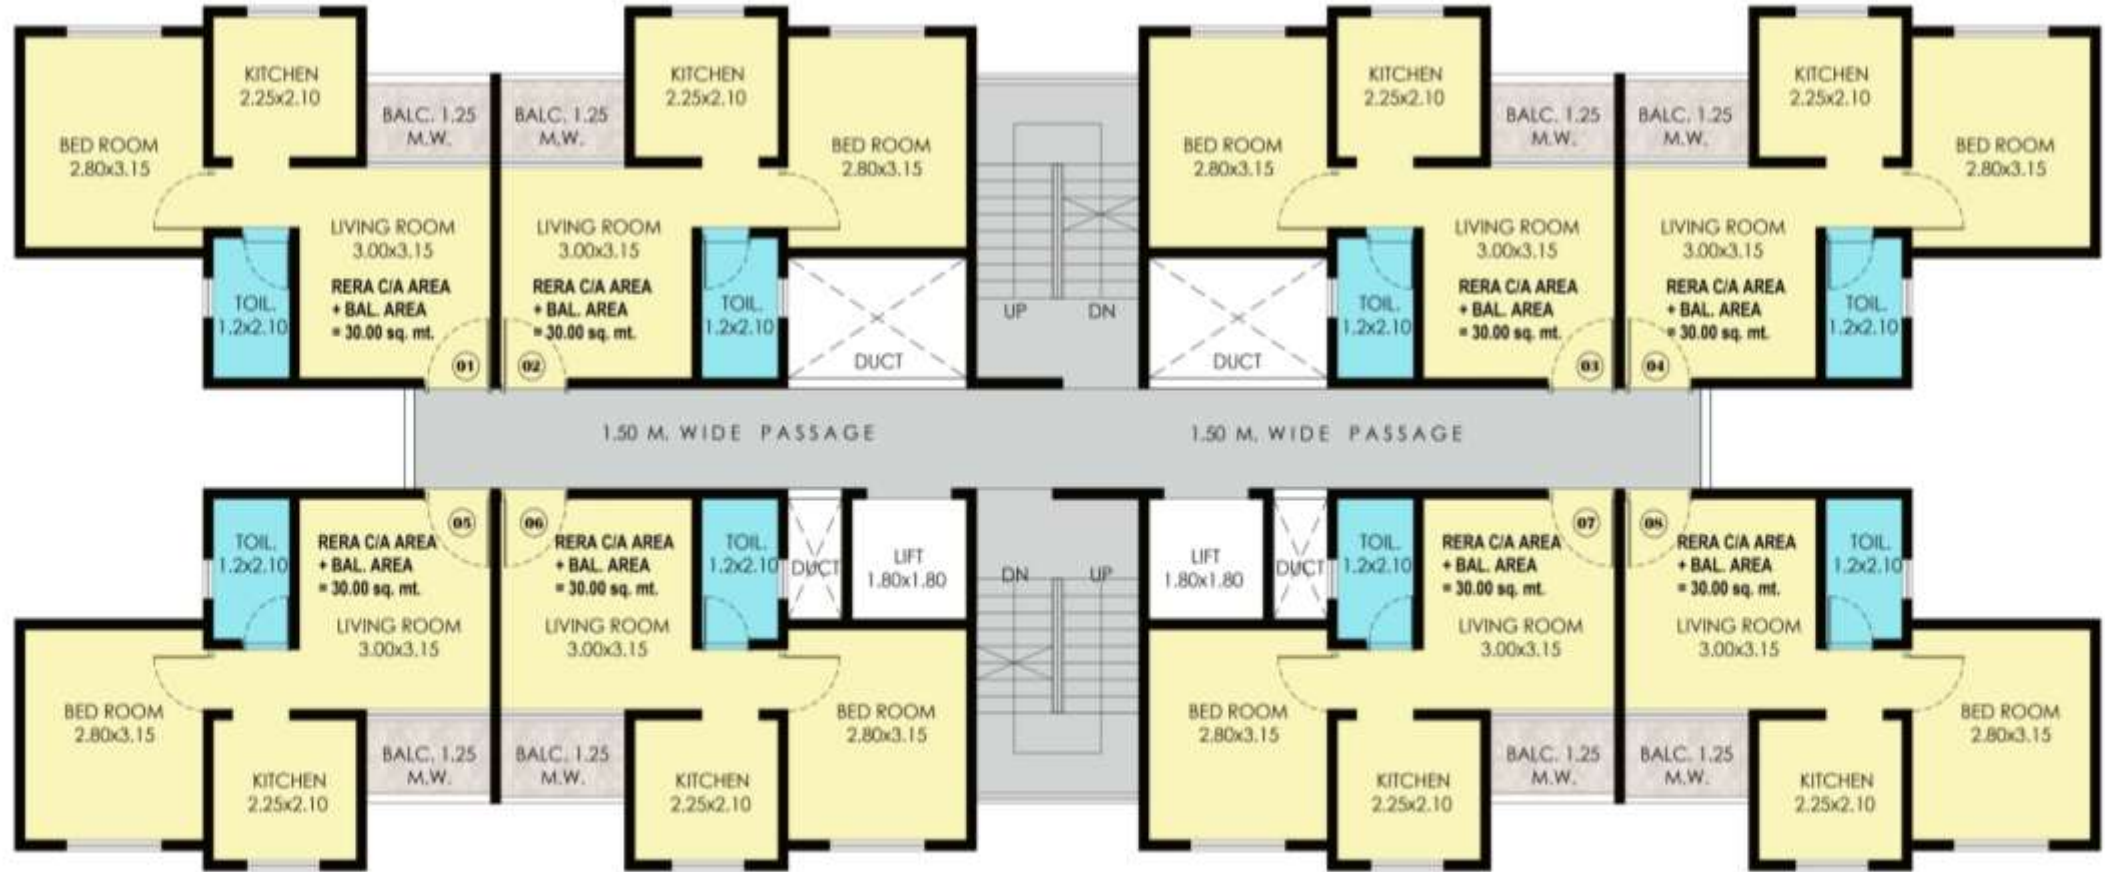 KITCHEN
2.25x2.10
BED ROOM
2.80x3.15
BALC. 1.25
M.W.
LIVING ROOM
3.00x3.15
RERA C/A AREA
+ BAL. AREA
= 30.00 sq. mt.
TOIL.
1.2x2.10
01
BALC. 1.25
M.W.
KITCHEN
2.25x2.10
BED ROOM
2.80x3.15
LIVING ROOM
3.00x3.15
RERA C/A AREA
+ BAL. AREA
= 30.00 sq. mt.
TOIL.
1.2x2.10
02
DUCT
UP
DN
DUCT
BED ROOM
2.80x3.15
KITCHEN
2.25x2.10
BALC. 1.25
M.W.
LIVING ROOM
3.00x3.15
RERA C/A AREA
+ BAL. AREA
= 30.00 sq. mt.
TOIL.
1.2x2.10
03
BALC. 1.25
M.W.
KITCHEN
2.25x2.10
BED ROOM
2.80x3.15
LIVING ROOM
3.00x3.15
RERA C/A AREA
+ BAL. AREA
= 30.00 sq. mt.
TOIL.
1.2x2.10
04
1.50 M. WIDE PASSAGE
1.50 M. WIDE PASSAGE
TOIL.
1.2x2.10
05
RERA C/A AREA
+ BAL. AREA
= 30.00 sq. mt.
LIVING ROOM
3.00x3.15
BED ROOM
2.80x3.15
KITCHEN
2.25x2.10
BALC. 1.25
M.W.
06
RERA C/A AREA
+ BAL. AREA
= 30.00 sq. mt.
LIVING ROOM
3.00x3.15
TOIL.
1.2x2.10
BALC. 1.25
M.W.
KITCHEN
2.25x2.10
BED ROOM
2.80x3.15
DUCT
LIFT
1.80x1.80
DN
UP
LIFT
1.80x1.80
DUCT
TOIL.
1.2x2.10
07
RERA C/A AREA
+ BAL. AREA
= 30.00 sq. mt.
LIVING ROOM
3.00x3.15
BED ROOM
2.80x3.15
KITCHEN
2.25x2.10
BALC. 1.25
M.W.
08
RERA C/A AREA
+ BAL. AREA
= 30.00 sq. mt.
LIVING ROOM
3.00x3.15
TOIL.
1.2x2.10
BALC. 1.25
M.W.
KITCHEN
2.25x2.10
BED ROOM
2.80x3.15